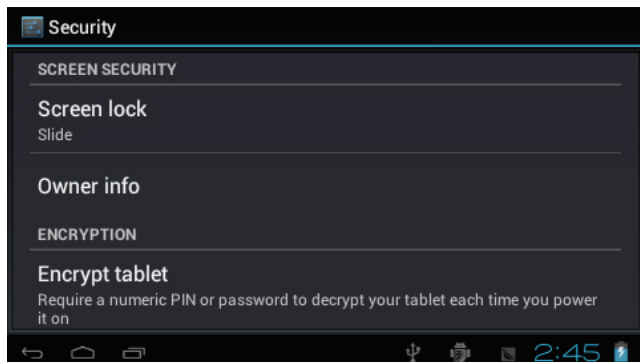 Security
SCREEN SECURITY
Screen lock
Slide
Owner info
ENCRYPTION
Encrypt tablet
Require a numeric PIN or password to decrypt your tablet each time you power
it on
2:45